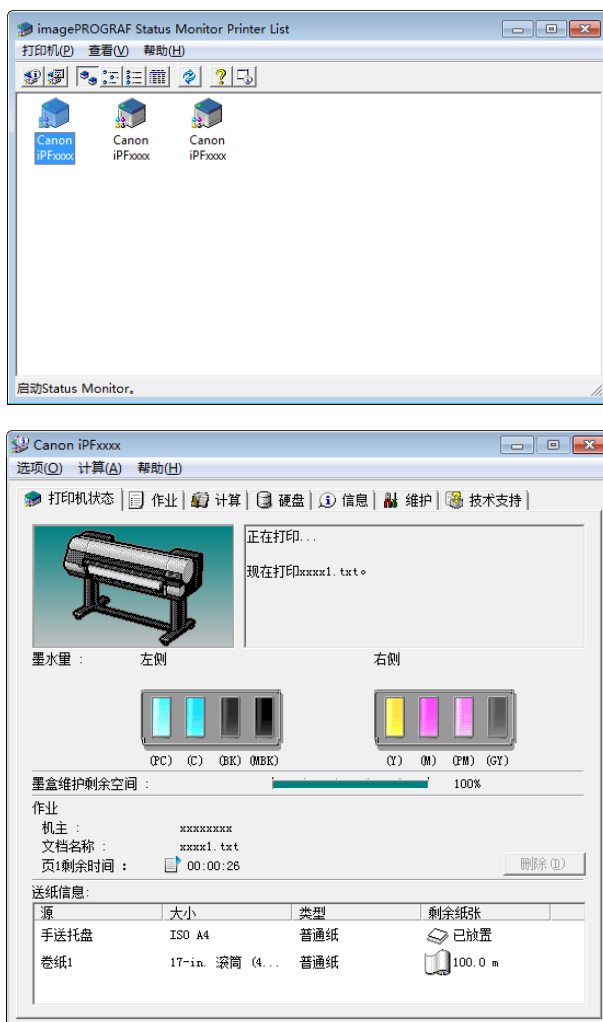 imagePROGRAF Status Monitor Printer List
打印机(P) 查看(V) 帮助(H)
Canon iPFxxxx
Canon iPFxxxx
Canon iPFxxxx
启动Status Monitor。
Canon iPFxxxx
选项(O) 计算(A) 帮助(H)
打印机状态 作业 计算 硬盘 信息 维护 技术支持
正在打印...
现在打印xxxx1.txt。
墨水量 : 左侧 右侧
(PC) (C) (BK) (MBK) (Y) (M) (PM) (GY)
墨盒维护剩余空间 : 100%
作业
机主 : xxxxxxxx
文档名称 : xxxx1.txt
页1剩余时间 : 00:00:26
删除(D)
送纸信息:
源 大小 类型 剩余纸张
手送托盘 ISO A4 普通纸 已放置
卷纸1 17-in. 滚筒 (4... 普通纸 100.0 m